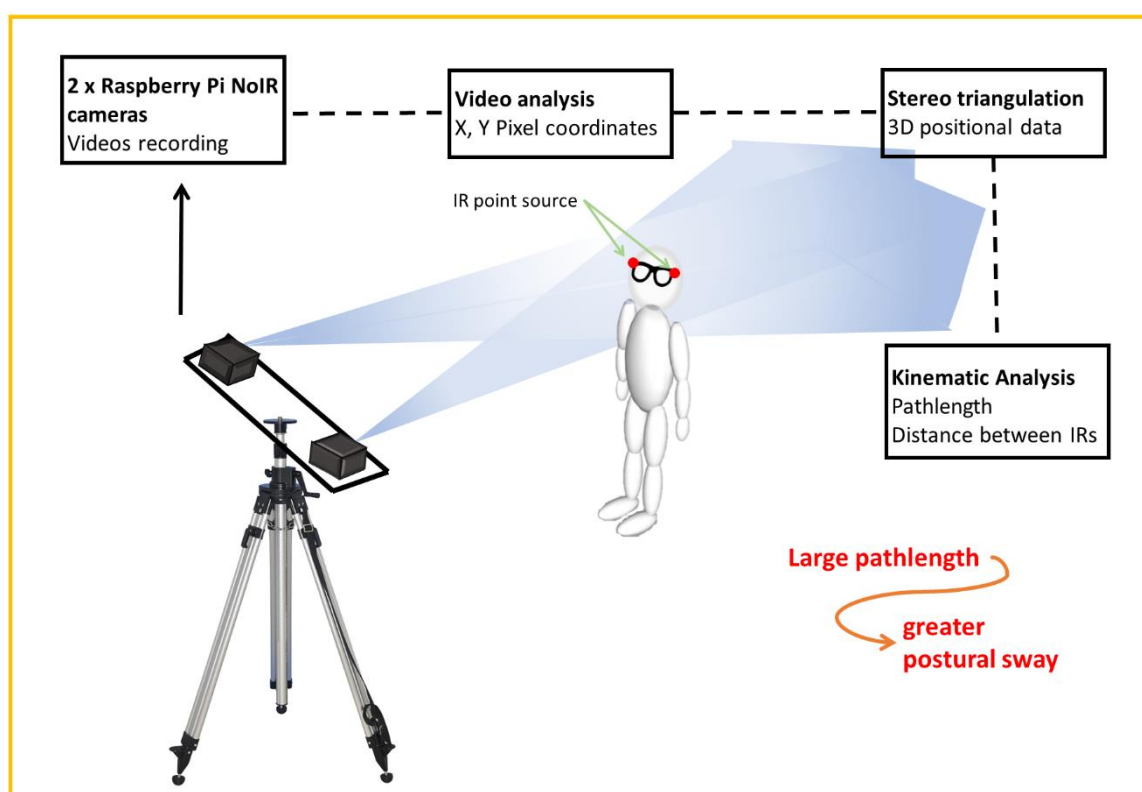 2 x Raspberry Pi NoIR
cameras
Videos recording
Video analysis
X, Y Pixel coordinates
Stereo triangulation
3D positional data
IR point source
Kinematic Analysis
Pathlength
Distance between IRs
Large pathlength
greater
postural sway